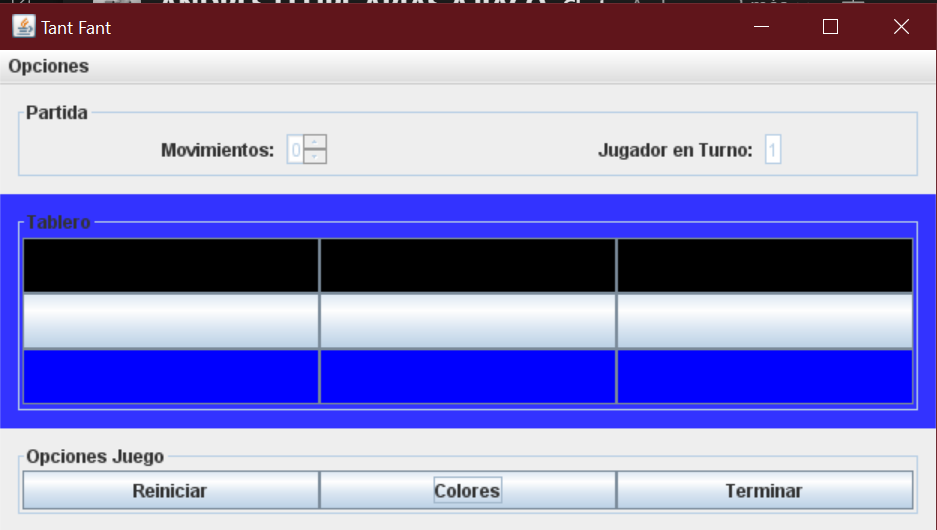 Tant Fant
Opciones
Partida
Movimientos: 0
Jugador en Turno: 1
Tablero
Opciones Juego
Reiniciar
Colores
Terminar